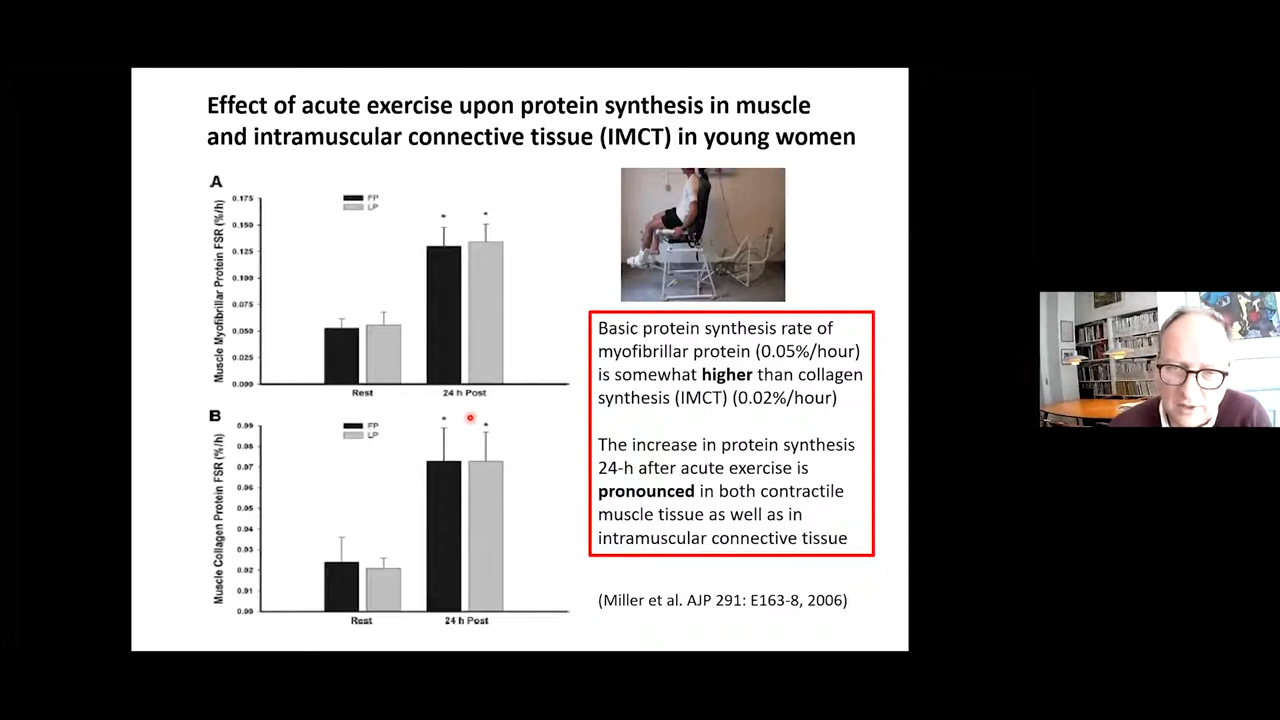 Effect of acute exercise upon protein synthesis in muscle
and intramuscular connective tissue (IMCT) in young women
A
Muscle Myofibrillar Protein FSR (%/h)
0.175
0.150
0.125
0.100
0.075
0.050
0.025
0.000
FP
LP
*
*
Rest
24 h Post
B
Muscle Collagen Protein FSR (%/h)
0.09
0.08
0.07
0.06
0.05
0.04
0.03
0.02
0.01
0.00
FP
LP
*
*
Rest
24 h Post
Basic protein synthesis rate of
myofibrillar protein (0.05%/hour)
is somewhat higher than collagen
synthesis (IMCT) (0.02%/hour)
The increase in protein synthesis
24-h after acute exercise is
pronounced in both contractile
muscle tissue as well as in
intramuscular connective tissue
(Miller et al. AJP 291: E163-8, 2006)